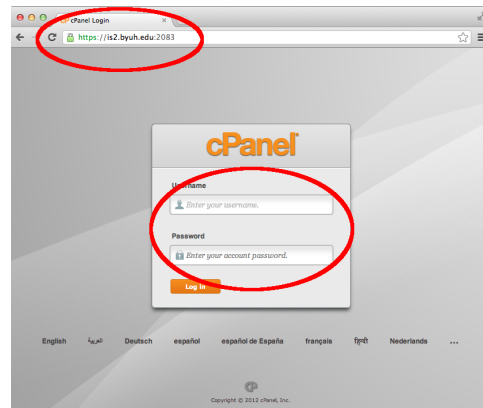 cPanel Login
https://is2.byuh.edu:2083
cPanel
Username
Enter your username.
Password
Enter your account password.
Log in
English العربية Deutsch español español de España français हिन्दी Nederlands ...
Copyright © 2012 cPanel, Inc.